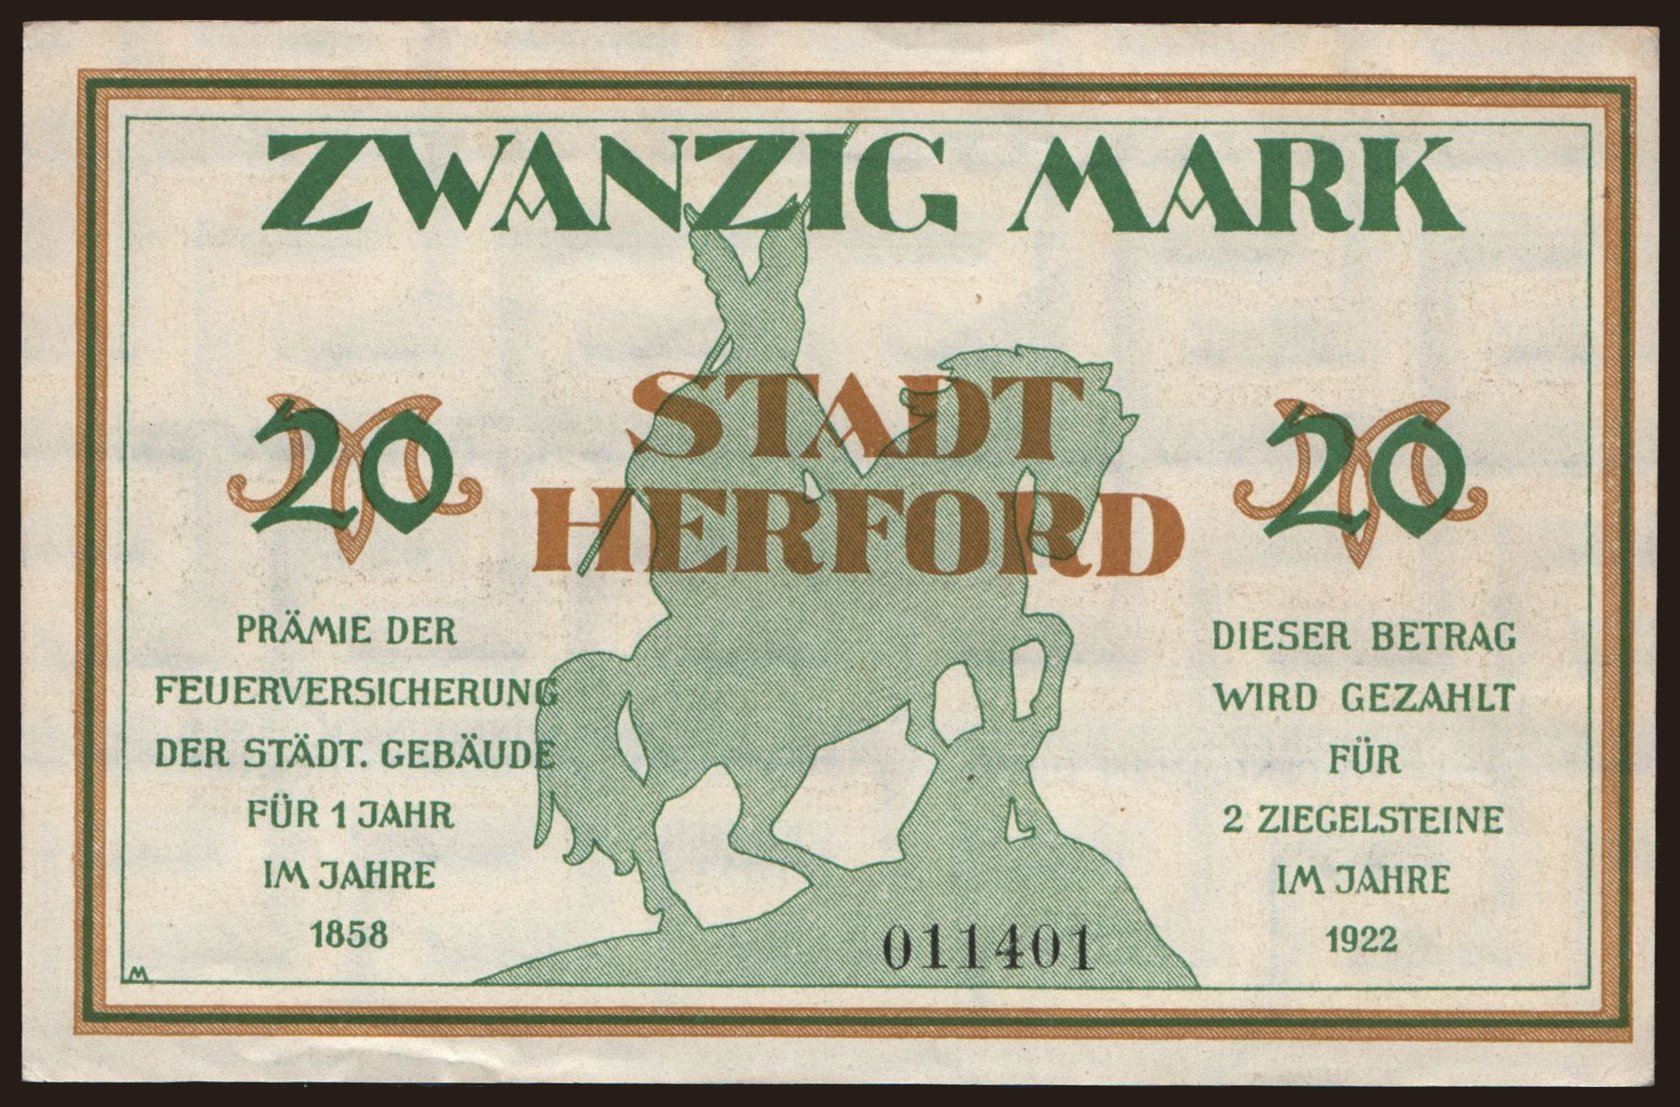 ZWANZIG MARK
STADT
HERFORD
20
20
PRÄMIE DER
FEUERVERSICHERUNG
DER STÄDT. GEBÄUDE
FÜR 1 JAHR
IM JAHRE
1858
DIESER BETRAG
WIRD GEZAHLT
FÜR
2 ZIEGELSTEINE
IM JAHRE
1922
011401
M